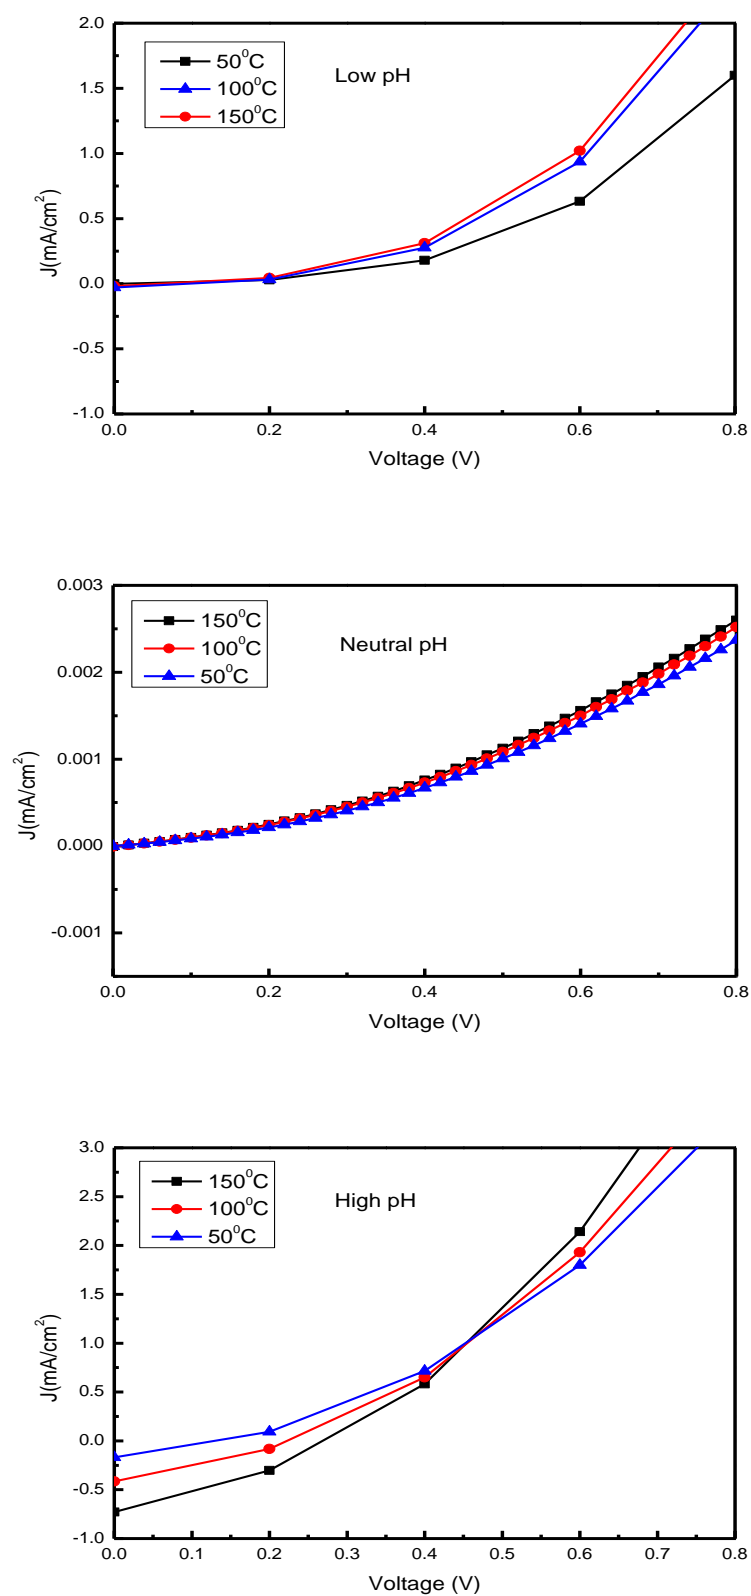 2.0
50⁰C
100⁰C
150⁰C
Low pH
1.5
1.0
0.5
0.0
-0.5
-1.0
J(mA/cm²)
0.0 0.2 0.4 0.6 0.8
Voltage (V)
0.003
150⁰C
100⁰C
50⁰C
Neutral pH
0.002
0.001
0.000
-0.001
J(mA/cm²)
0.0 0.2 0.4 0.6 0.8
Voltage (V)
3.0
150⁰C
100⁰C
50⁰C
High pH
2.5
2.0
1.5
1.0
0.5
0.0
-0.5
-1.0
J(mA/cm²)
0.0 0.1 0.2 0.3 0.4 0.5 0.6 0.7 0.8
Voltage (V)